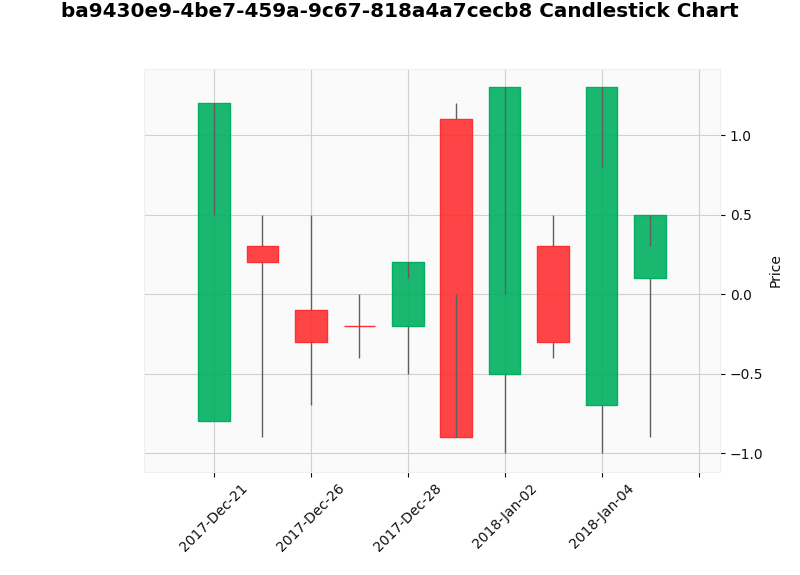 ba9430e9-4be7-459a-9c67-818a4a7cecb8 Candlestick Chart
1.0
0.5
0.0
−0.5
−1.0
Price
2017-Dec-21
2017-Dec-26
2017-Dec-28
2018-Jan-02
2018-Jan-04